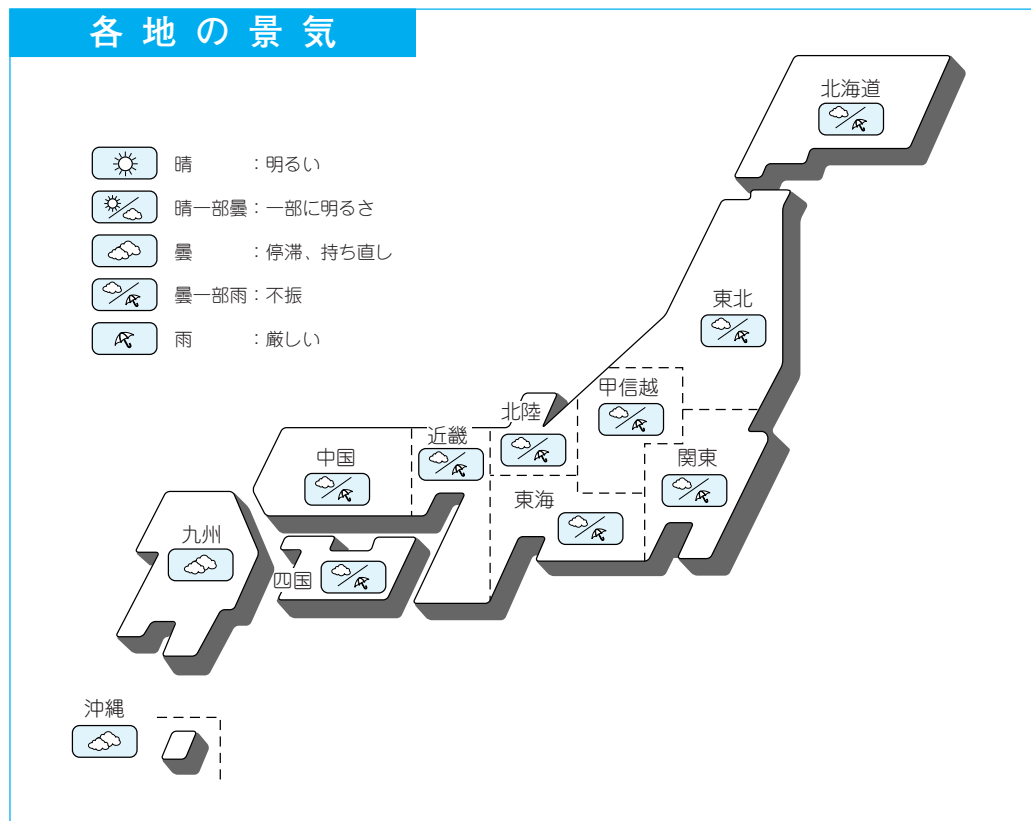 各地の景気
晴　　　：明るい
晴一部曇：一部に明るさ
曇　　　：停滞、持ち直し
曇一部雨：不振
雨　　　：厳しい
北海道
東北
甲信越
北陸
近畿
中国
関東
東海
九州
四国
沖縄